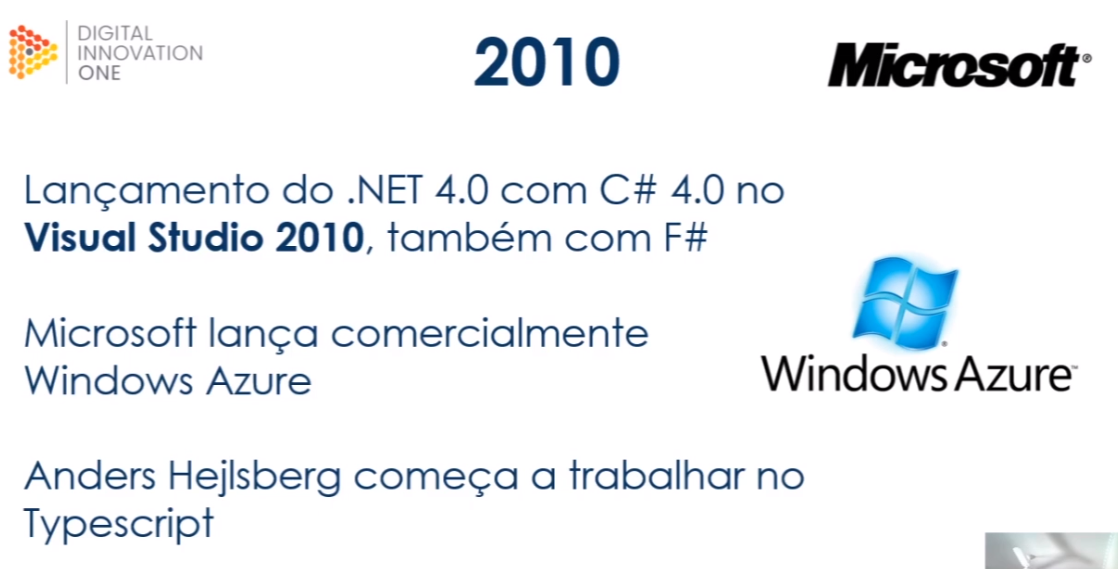 DIGITAL
INNOVATION
ONE
2010
Microsoft®
Lançamento do .NET 4.0 com C# 4.0 no
Visual Studio 2010, também com F#
Microsoft lança comercialmente
Windows Azure
Windows Azure™
Anders Hejlsberg começa a trabalhar no
Typescript